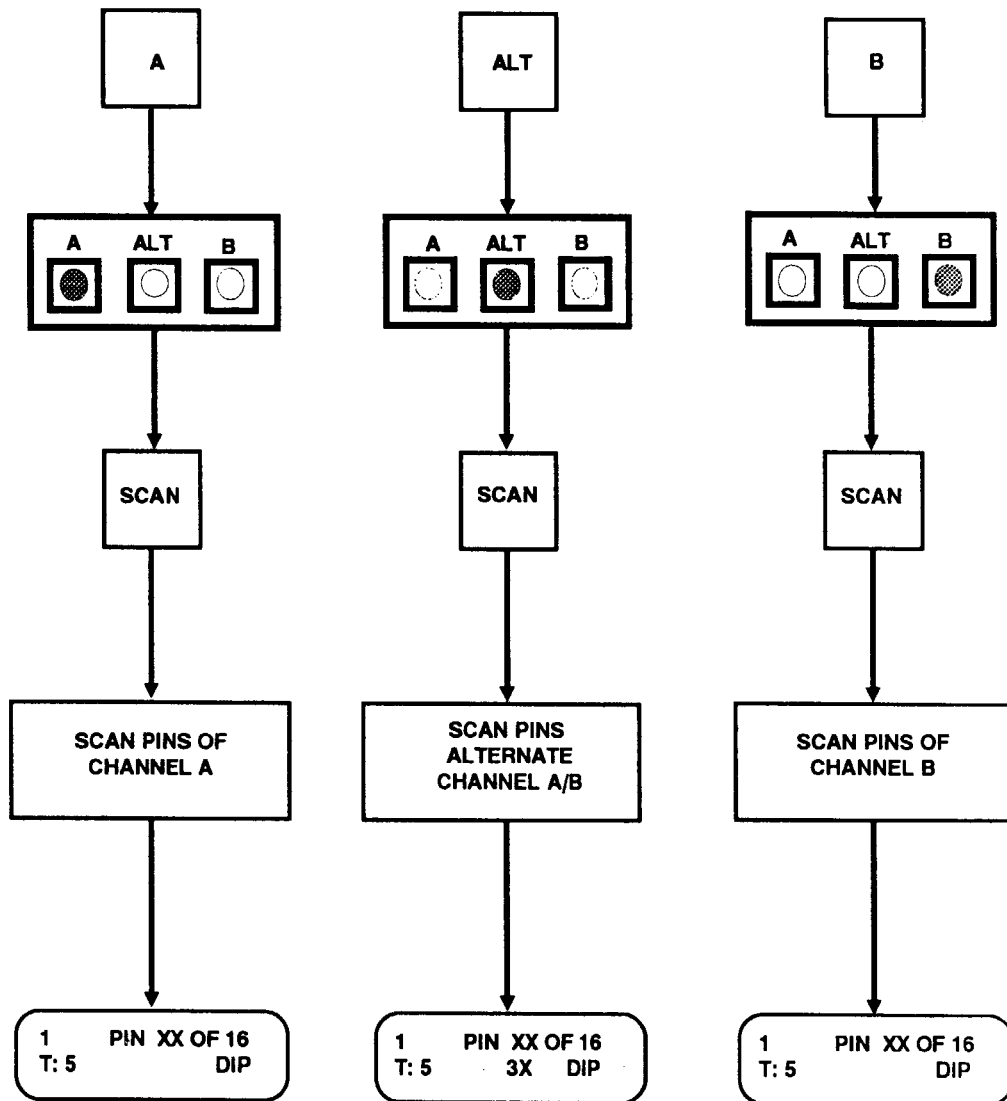 A
ALT
B
A ALT B
A ALT B
A ALT B
SCAN
SCAN
SCAN
SCAN PINS OF
CHANNEL A
SCAN PINS
ALTERNATE
CHANNEL A/B
SCAN PINS OF
CHANNEL B
1 PIN XX OF 16
T: 5 DIP
1 PIN XX OF 16
T: 5 3X DIP
1 PIN XX OF 16
T: 5 DIP